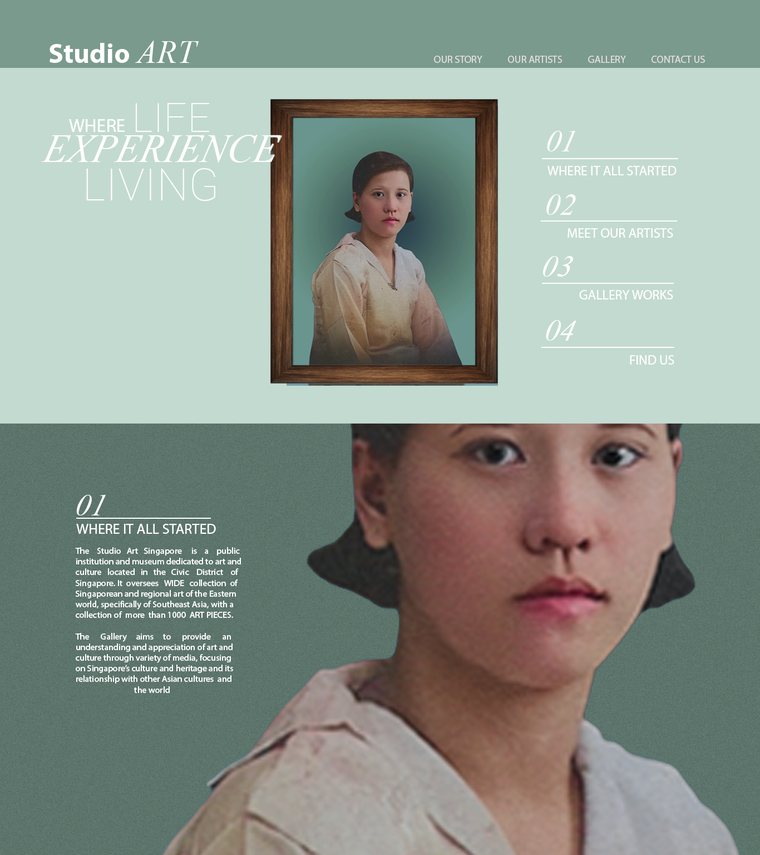 Studio ART
OUR STORY OUR ARTISTS GALLERY CONTACT US
WHERE LIFE
EXPERIENCE
LIVING
01
WHERE IT ALL STARTED
02
MEET OUR ARTISTS
03
GALLERY WORKS
04
FIND US
01
WHERE IT ALL STARTED
The Studio Art Singapore is a public
institution and museum dedicated to art and
culture located in the Civic District of
Singapore. It oversees WIDE collection of
Singaporean and regional art of the Eastern
world, specifically of Southeast Asia, with a
collection of more than 1000 ART PIECES.
The Gallery aims to provide an
understanding and appreciation of art and
culture through variety of media, focusing
on Singapore's culture and heritage and its
relationship with other Asian cultures and
the world